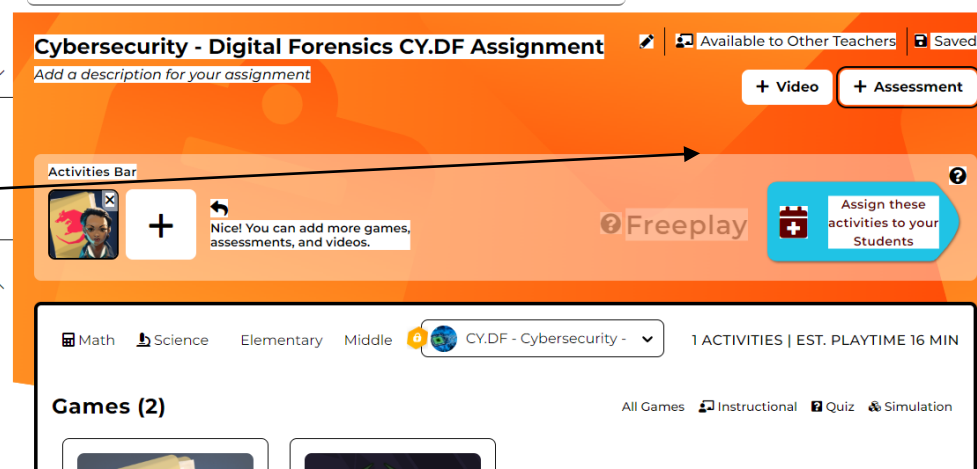 Cybersecurity - Digital Forensics CY.DF Assignment
Available to Other Teachers
Saved
Add a description for your assignment
+ Video
+ Assessment
Activities Bar
Nice! You can add more games,
assessments, and videos.
Freeplay
Assign these
activities to your
Students
Math
Science
Elementary
Middle
CY.DF - Cybersecurity -
1 ACTIVITIES | EST. PLAYTIME 16 MIN
Games (2)
All Games
Instructional
Quiz
Simulation